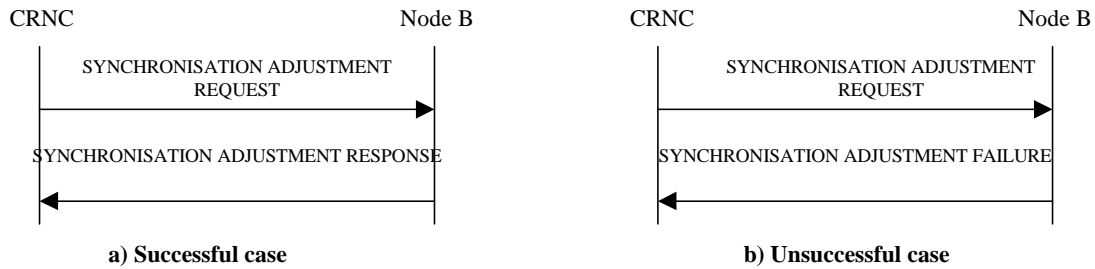 CRNC
Node B
SYNCHRONISATION ADJUSTMENT
REQUEST
SYNCHRONISATION ADJUSTMENT RESPONSE
a) Successful case
CRNC
Node B
SYNCHRONISATION ADJUSTMENT
REQUEST
SYNCHRONISATION ADJUSTMENT FAILURE
b) Unsuccessful case